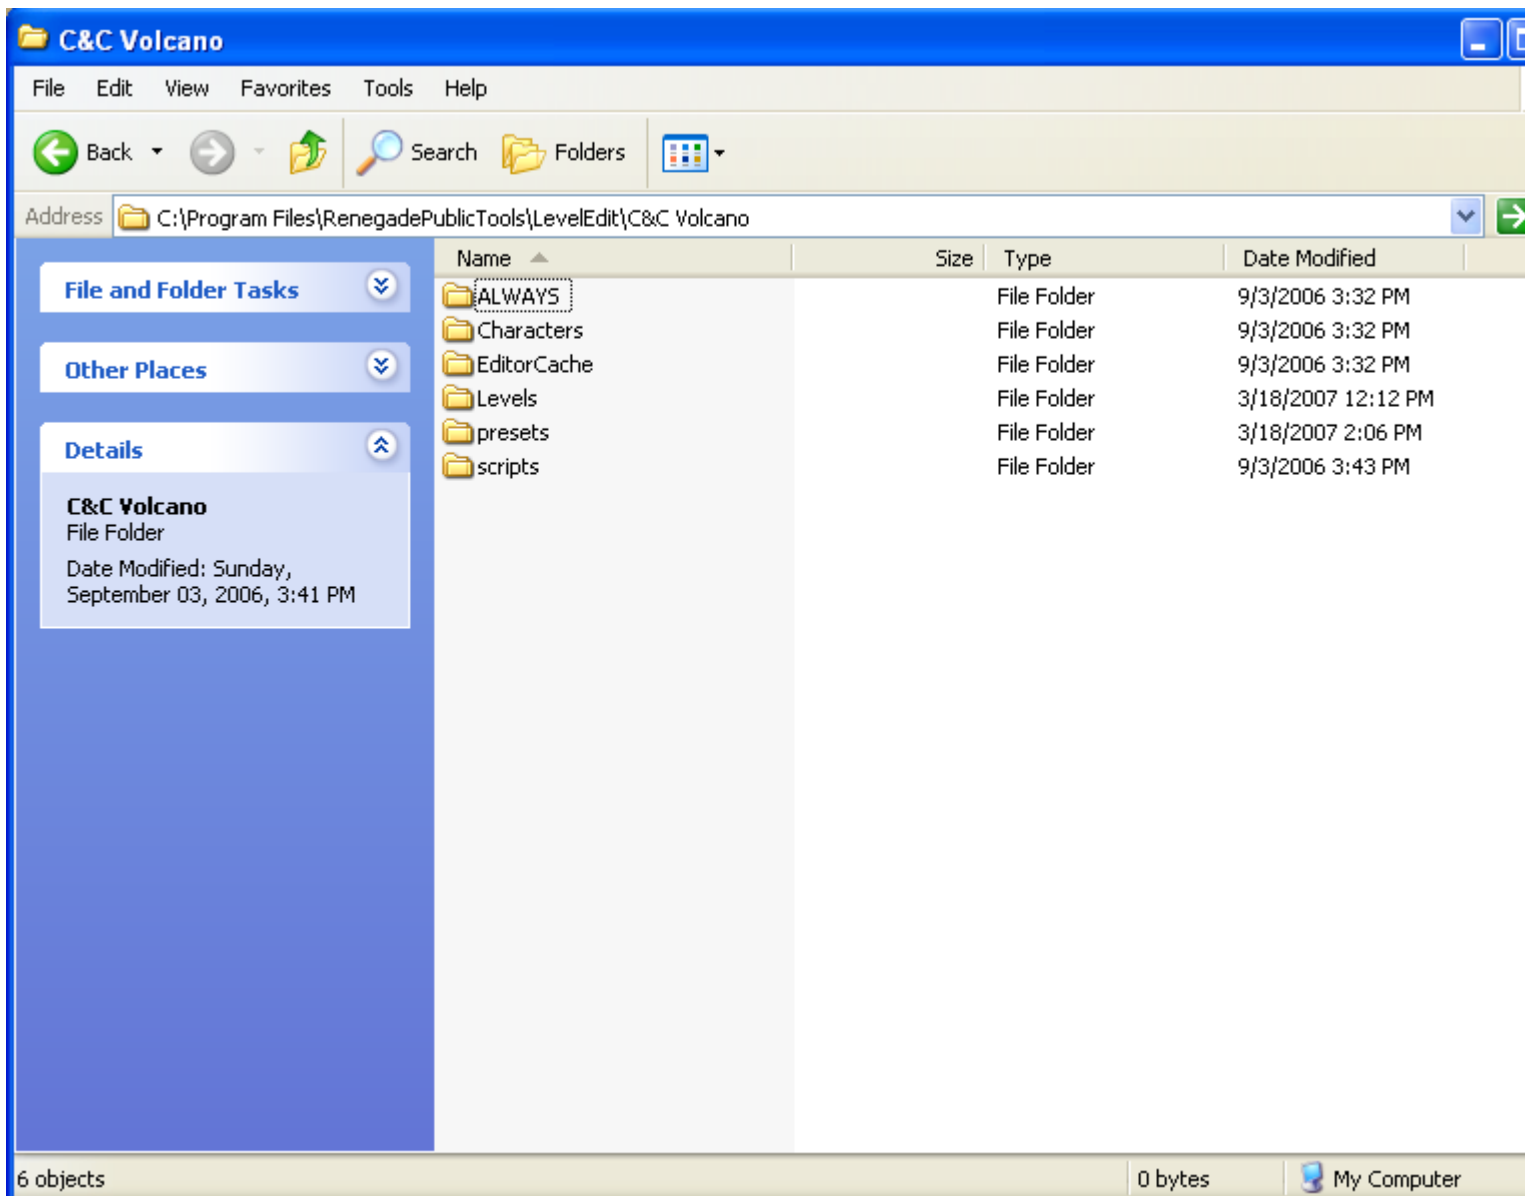 C&C Volcano
File Edit View Favorites Tools Help
Back Search Folders
Address C:\Program Files\RenegadePublicTools\LevelEdit\C&C Volcano
File and Folder Tasks
Other Places
Details
C&C Volcano
File Folder
Date Modified: Sunday,
September 03, 2006, 3:41 PM
Name Size Type Date Modified
ALWAYS File Folder 9/3/2006 3:32 PM
Characters File Folder 9/3/2006 3:32 PM
EditorCache File Folder 9/3/2006 3:32 PM
Levels File Folder 3/18/2007 12:12 PM
presets File Folder 3/18/2007 2:06 PM
scripts File Folder 9/3/2006 3:43 PM
6 objects 0 bytes My Computer